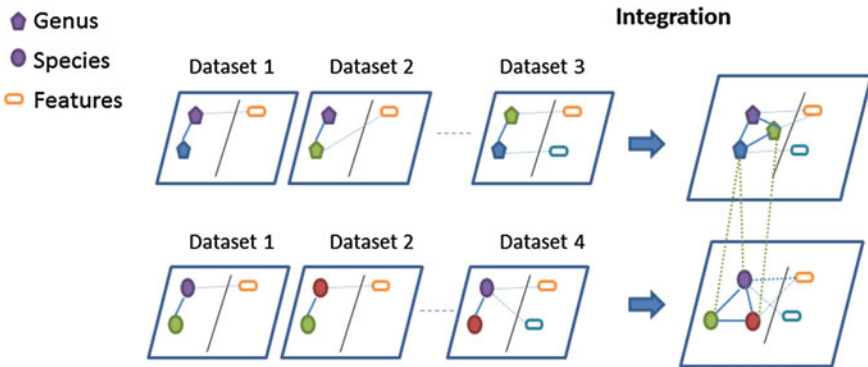 Integration
Genus
Species
Features
Dataset 1
Dataset 2
Dataset 3
Dataset 1
Dataset 2
Dataset 4